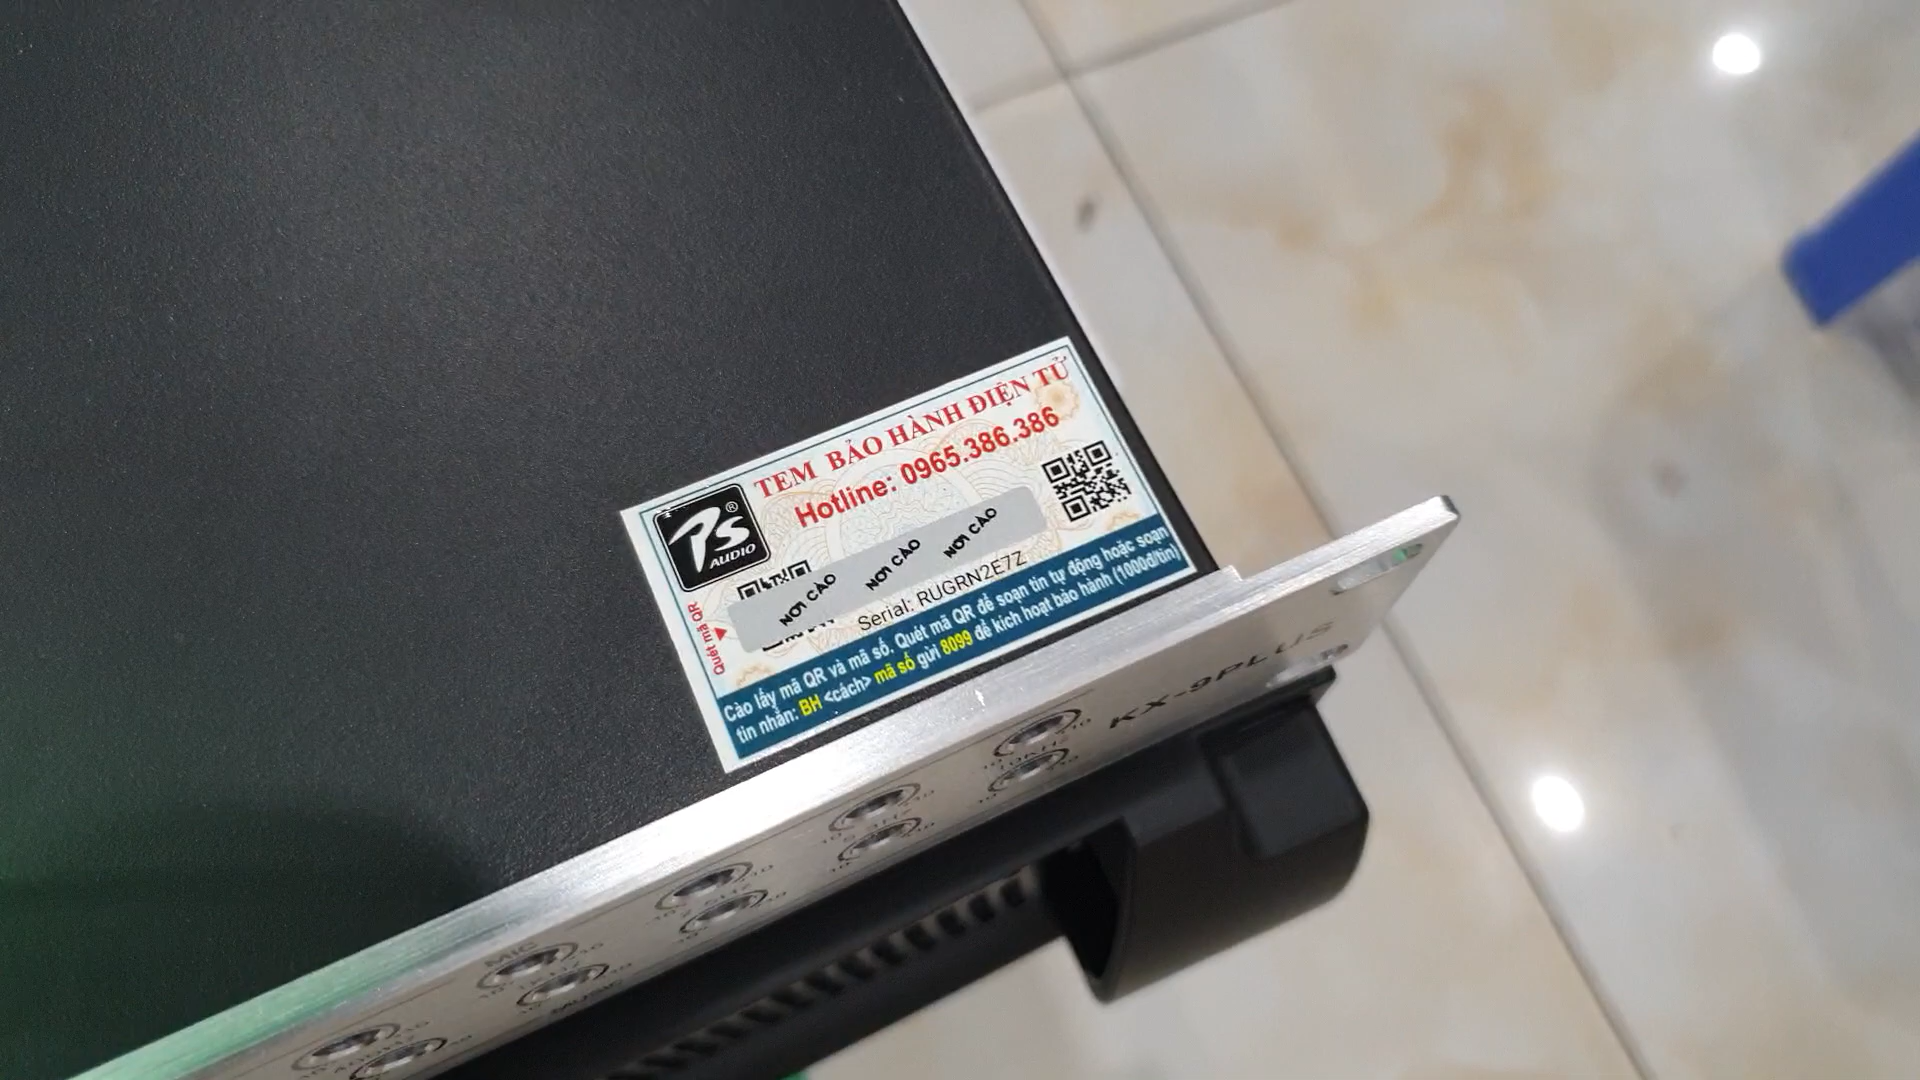 TEM BẢO HÀNH ĐIỆN TỬ
Hotline: 0965.386.386
PS®
AUDIO
NƠI CÀO NƠI CÀO NƠI CÀO
Serial: RUGRN2E7Z
Quét mã QR
Cào lấy mã QR và mã số. Quét mã QR để soạn tin tự động hoặc soạn
tin nhắn: BH <cách> mã số gửi 8099 để kích hoạt bảo hành (1000đ/tin)
KX-9PLUS
MIC
MUSIC
10KHz